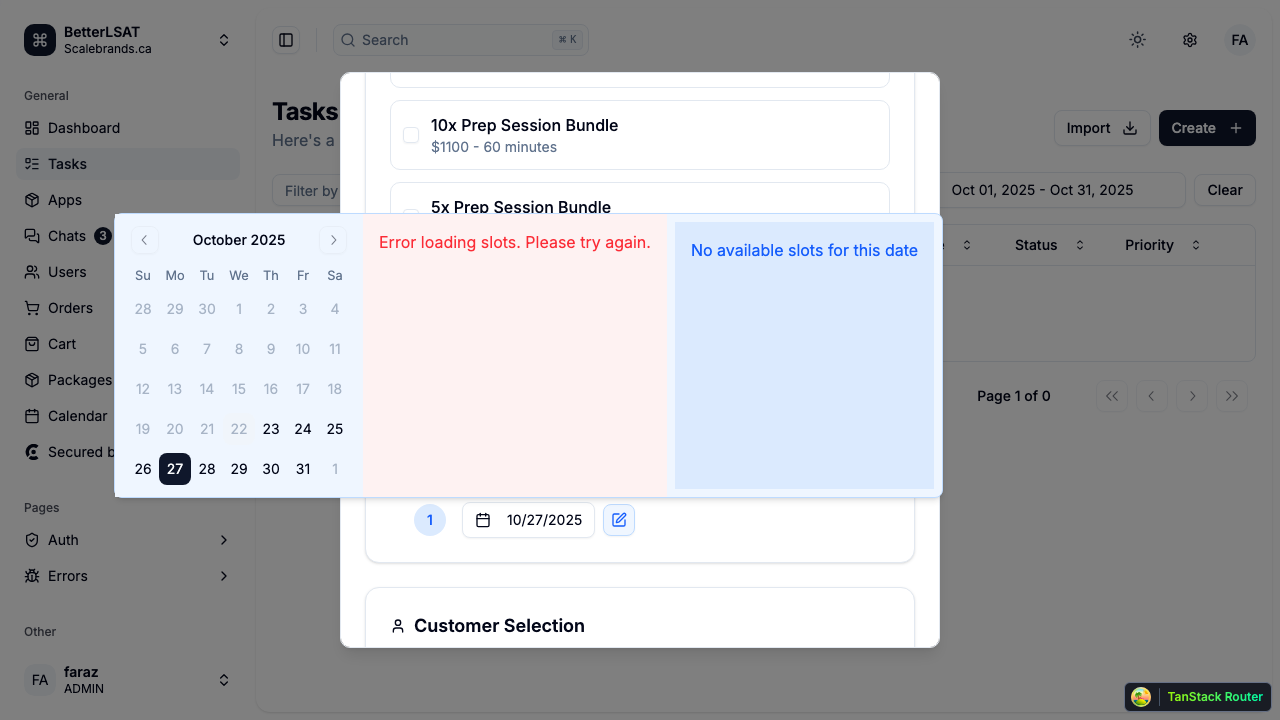 BetterLSAT
Scalebrands.ca
Search
⌘ K
FA
General
Dashboard
Tasks
Apps
Chats 3
Users
Orders
Cart
Packages
Calendar
Secured b
Pages
Auth
Errors
Other
FA
faraz
ADMIN
Tasks
Here's a
Import
Create
Filter by
Oct 01, 2025 - Oct 31, 2025
Clear
Status
Priority
Page 1 of 0
10x Prep Session Bundle
$1100 - 60 minutes
5x Prep Session Bundle
October 2025
Su Mo Tu We Th Fr Sa
28 29 30 1 2 3 4
5 6 7 8 9 10 11
12 13 14 15 16 17 18
19 20 21 22 23 24 25
26 27 28 29 30 31 1
Error loading slots. Please try again.
No available slots for this date
1
10/27/2025
Customer Selection
TanStack Router